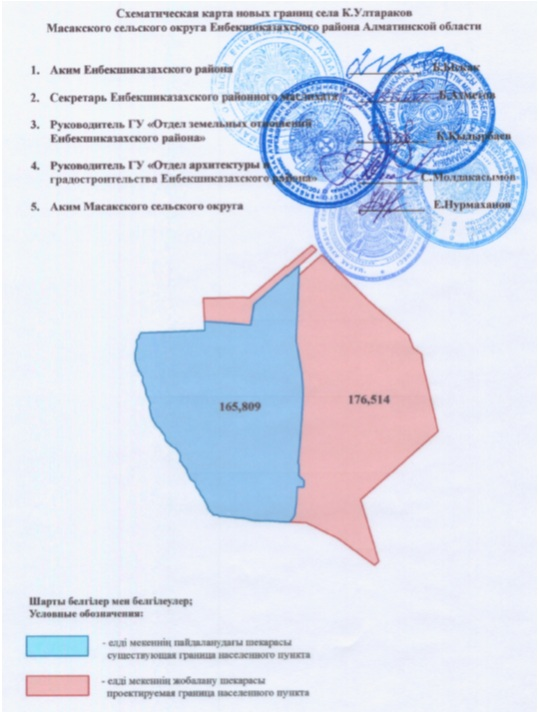 Схематическая карта новых границ села К.Ултараков
Масакского сельского округа Енбекшиказахского района Алматинской области
1. Аким Енбекшиказахского района
2. Секретарь Енбекшиказахского районного маслихата Б.Ахметов
3. Руководитель ГУ «Отдел земельных отношений
Енбекшиказахского района» К.Кыдырбаев
4. Руководитель ГУ «Отдел архитектуры и
градостроительства Енбекшиказахского района» С.Молдакасымов
5. Аким Масакского сельского округа Е.Нурмаханов
165,809
176,514
Шарты белгілер мен белгілеулер;
Условные обозначения:
- елді мекеннің пайдаланудағы шекарасы
существующая граница населенного пункта
- елді мекеннің жобалану шекарасы
проектируемая граница населенного пункта